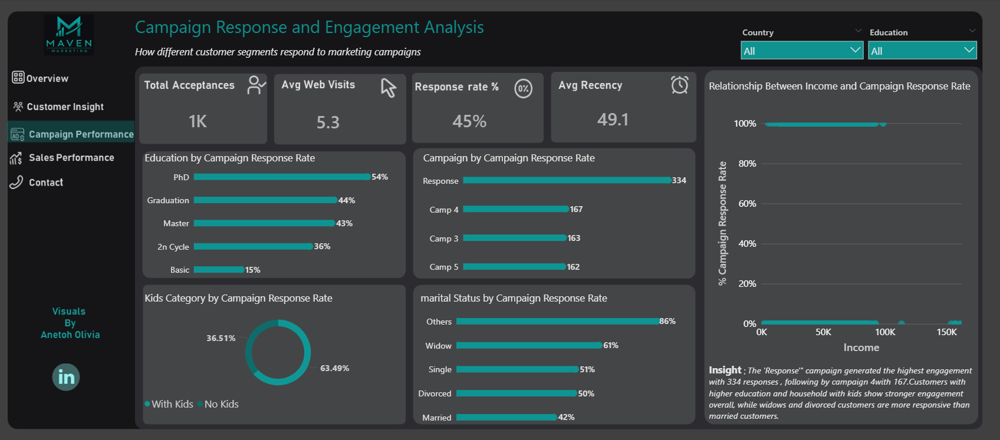 MAVEN
MARKETING
Campaign Response and Engagement Analysis
How different customer segments respond to marketing campaigns
Country
All
Education
All
Overview
Customer Insight
ADS
Campaign Performance
Sales Performance
Contact
Visuals
By
Anetoh Olivia
in
Total Acceptances
1K
Avg Web Visits
5.3
Response rate %
0%
45%
Avg Recency
49.1
Education by Campaign Response Rate
PhD 54%
Graduation 44%
Master 43%
2n Cycle 36%
Basic 15%
Campaign by Campaign Response Rate
Response 334
Camp 4 167
Camp 3 163
Camp 5 162
Kids Category by Campaign Response Rate
36.51%
63.49%
With Kids No Kids
marital Status by Campaign Response Rate
Others 86%
Widow 61%
Single 51%
Divorced 50%
Married 42%
Relationship Between Income and Campaign Response Rate
% Campaign Response Rate
100%
80%
60%
40%
20%
0%
0K 50K 100K 150K
Income
Insight ; The 'Response'" campaign generated the highest engagement
with 334 responses , following by campaign 4with 167.Customers with
higher education and household with kids show stronger engagement
overall, while widows and divorced customers are more responsive than
married customers.